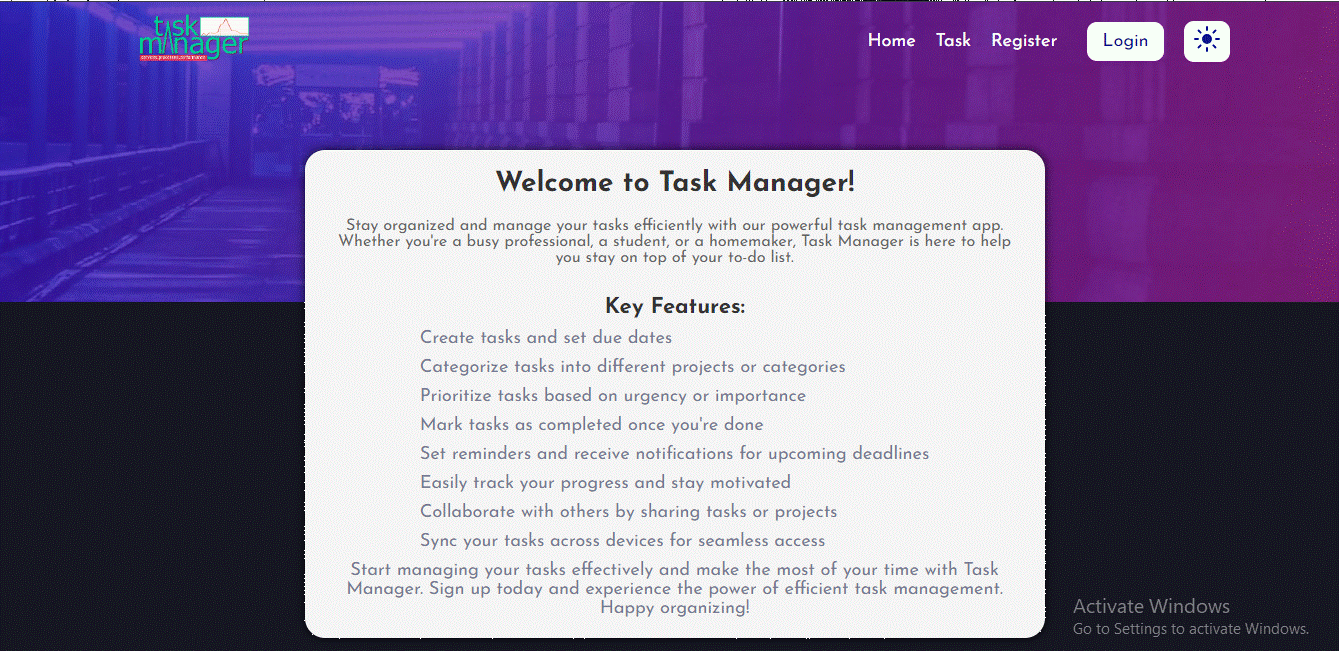 task
manager
Home Task Register Login
Welcome to Task Manager!
Stay organized and manage your tasks efficiently with our powerful task management app.
Whether you're a busy professional, a student, or a homemaker, Task Manager is here to help
you stay on top of your to-do list.
Key Features:
Create tasks and set due dates
Categorize tasks into different projects or categories
Prioritize tasks based on urgency or importance
Mark tasks as completed once you're done
Set reminders and receive notifications for upcoming deadlines
Easily track your progress and stay motivated
Collaborate with others by sharing tasks or projects
Sync your tasks across devices for seamless access
Start managing your tasks effectively and make the most of your time with Task
Manager. Sign up today and experience the power of efficient task management.
Happy organizing!
Activate Windows
Go to Settings to activate Windows.